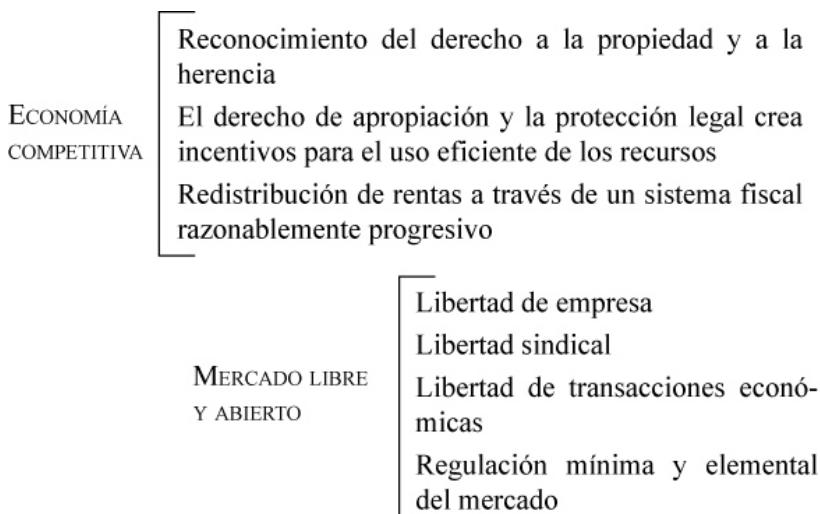 Reconocimiento del derecho a la propiedad y a la
herencia
ECONOMÍA
COMPETITIVA
El derecho de apropiación y la protección legal crea
incentivos para el uso eficiente de los recursos
Redistribución de rentas a través de un sistema fiscal
razonablemente progresivo
MERCADO LIBRE
Y ABIERTO
Libertad de empresa
Libertad sindical
Libertad de transacciones econó-
micas
Regulación mínima y elemental
del mercado